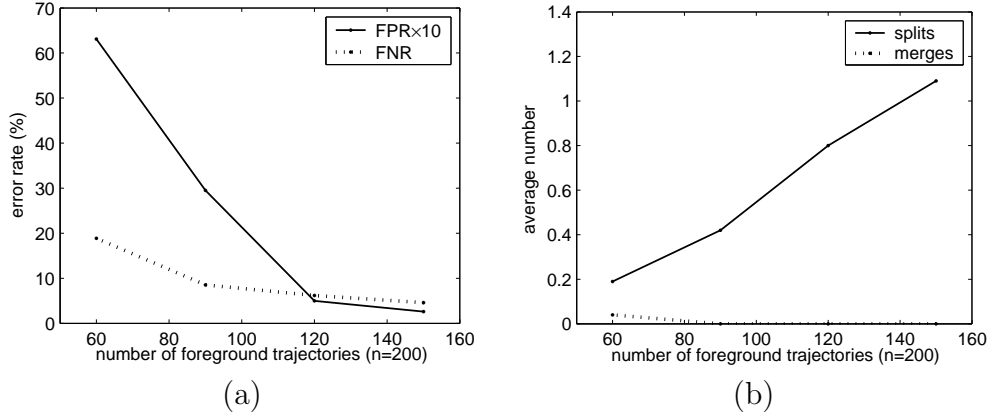 70
60
50
40
30
20
10
0
error rate (%)
FPR×10
FNR
60 80 100 120 140 160
number of foreground trajectories (n=200)
(a)
1.4
1.2
1
0.8
0.6
0.4
0.2
0
average number
splits
merges
60 80 100 120 140 160
number of foreground trajectories (n=200)
(b)